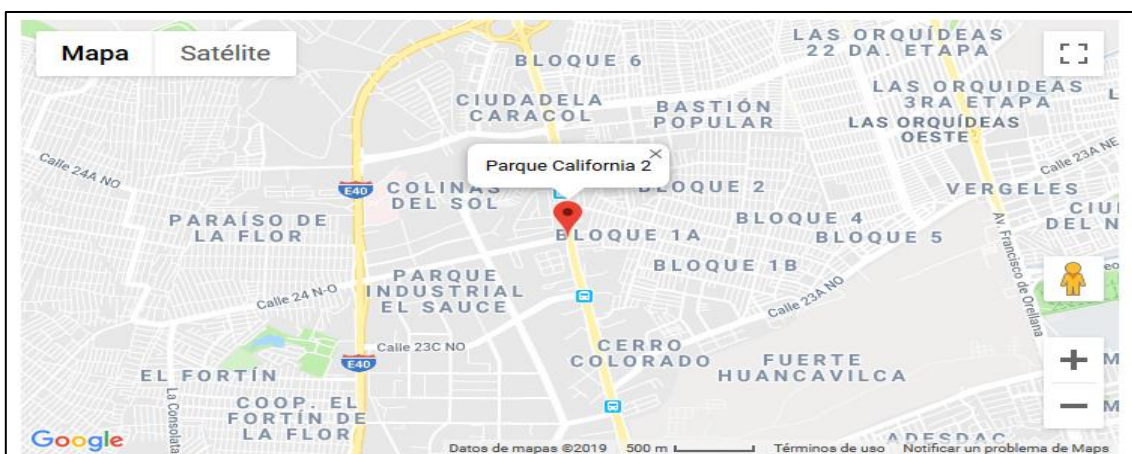 Mapa
Satélite
LAS ORQUÍDEAS
22 DA. ETAPA
BLOQUE 6
CIUDADELA
CARACOL
BASTIÓN
POPULAR
LAS ORQUIDEAS
3RA ETAPA
LAS ORQUÍDEAS
OESTE
Calle 24A NO
Parque California 2
Calle 23A NE
E40
COLINAS
DEL SOL
BLOQUE 2
VERGELES
PARAÍSO DE
LA FLOR
BLOQUE 4
BLOQUE 5
BLOQUE 1A
BLOQUE 1B
Av. Francisco de Orellana
PARQUE
INDUSTRIAL
EL SAUCE
Calle 24 N-O
Calle 23A NO
Calle 23C NO
E40
CERRO
COLORADO
FUERTE
HUANCAVILCA
EL FORTÍN
COOP. EL
FORTÍN DE
LA FLOR
La Consolata
ADESDAC
Google
Datos de mapas ©2019
500 m
Términos de uso
Notificar un problema de Maps